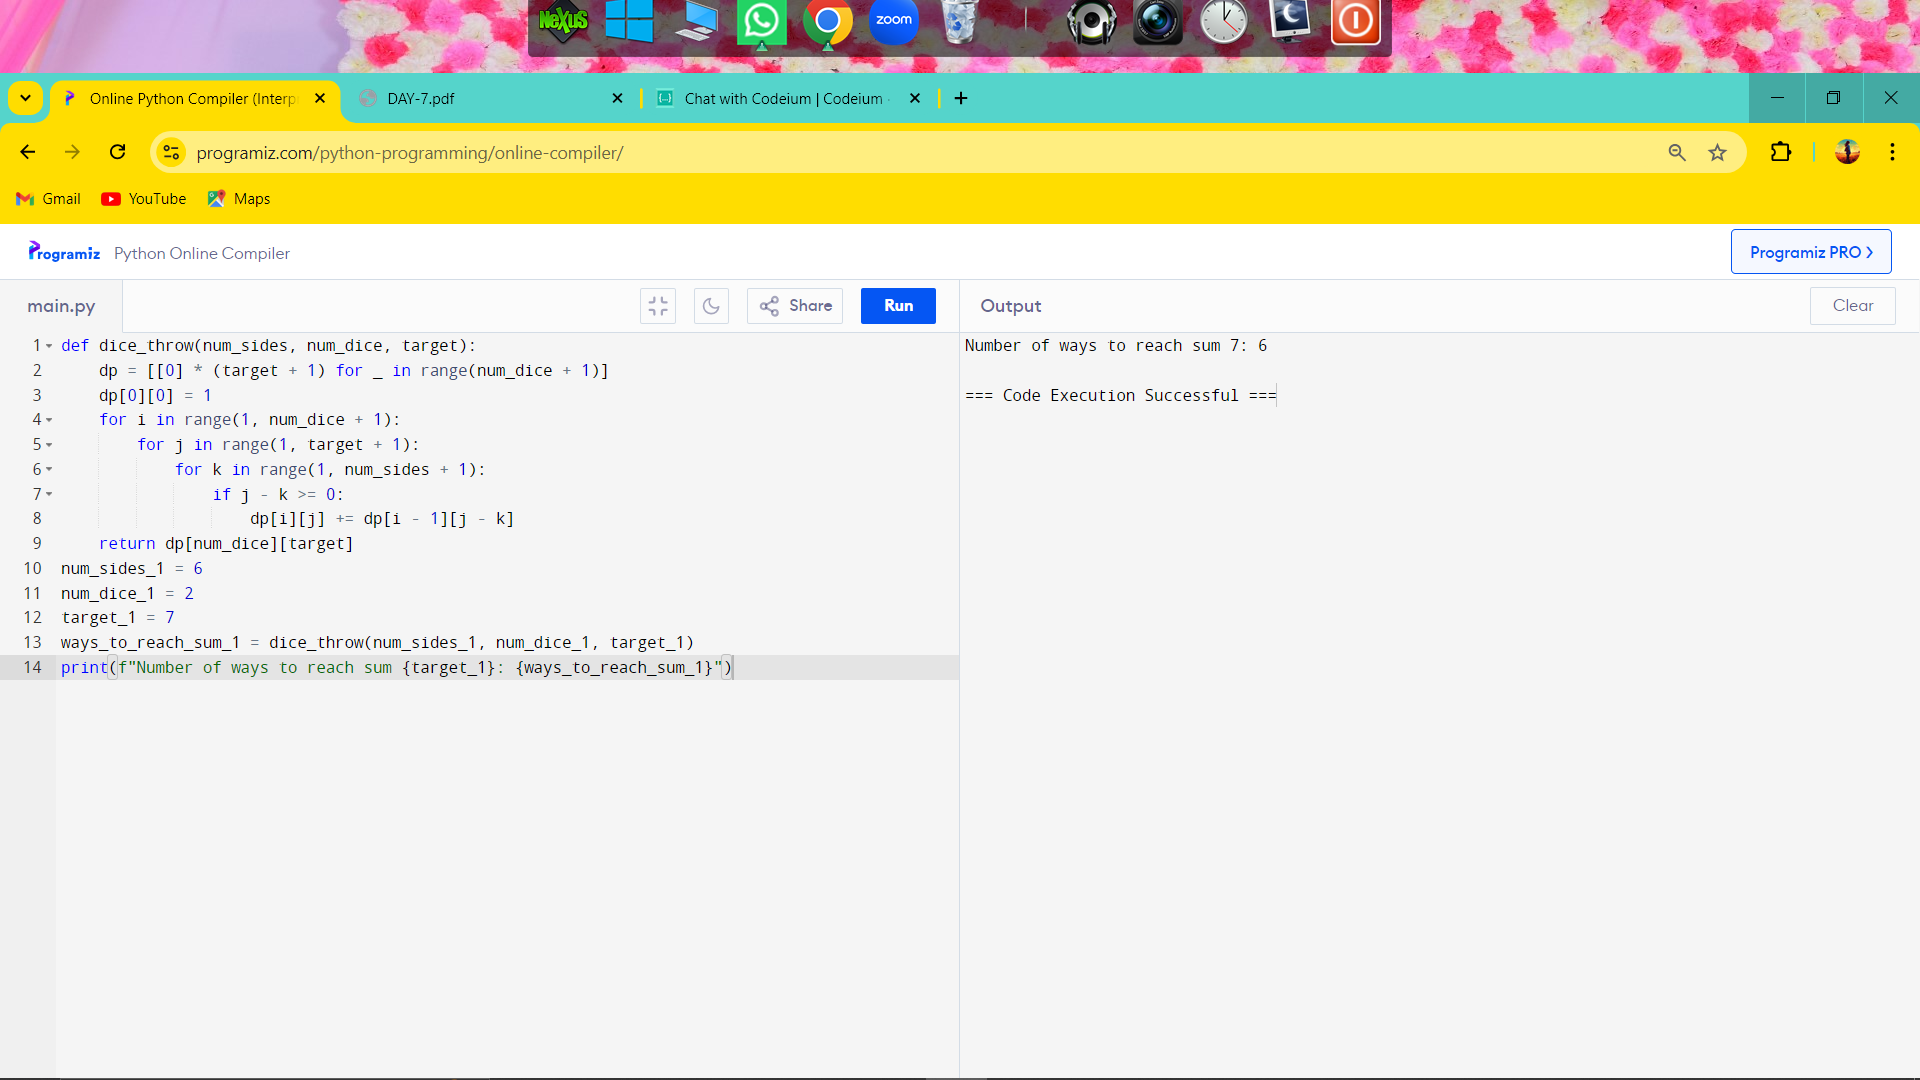 NeXuS
zoom
Online Python Compiler (Interp
DAY-7.pdf
Chat with Codeium | Codeium
programiz.com/python-programming/online-compiler/
Gmail
YouTube
Maps
Programiz
Python Online Compiler
Programiz PRO
main.py
Share
Run
Output
Clear
1 def dice_throw(num_sides, num_dice, target):
2 dp = [[0] * (target + 1) for _ in range(num_dice + 1)]
3 dp[0][0] = 1
4 for i in range(1, num_dice + 1):
5 for j in range(1, target + 1):
6 for k in range(1, num_sides + 1):
7 if j - k >= 0:
8 dp[i][j] += dp[i - 1][j - k]
9 return dp[num_dice][target]
10 num_sides_1 = 6
11 num_dice_1 = 2
12 target_1 = 7
13 ways_to_reach_sum_1 = dice_throw(num_sides_1, num_dice_1, target_1)
14 print(f"Number of ways to reach sum {target_1}: {ways_to_reach_sum_1}")
Number of ways to reach sum 7: 6
=== Code Execution Successful ===